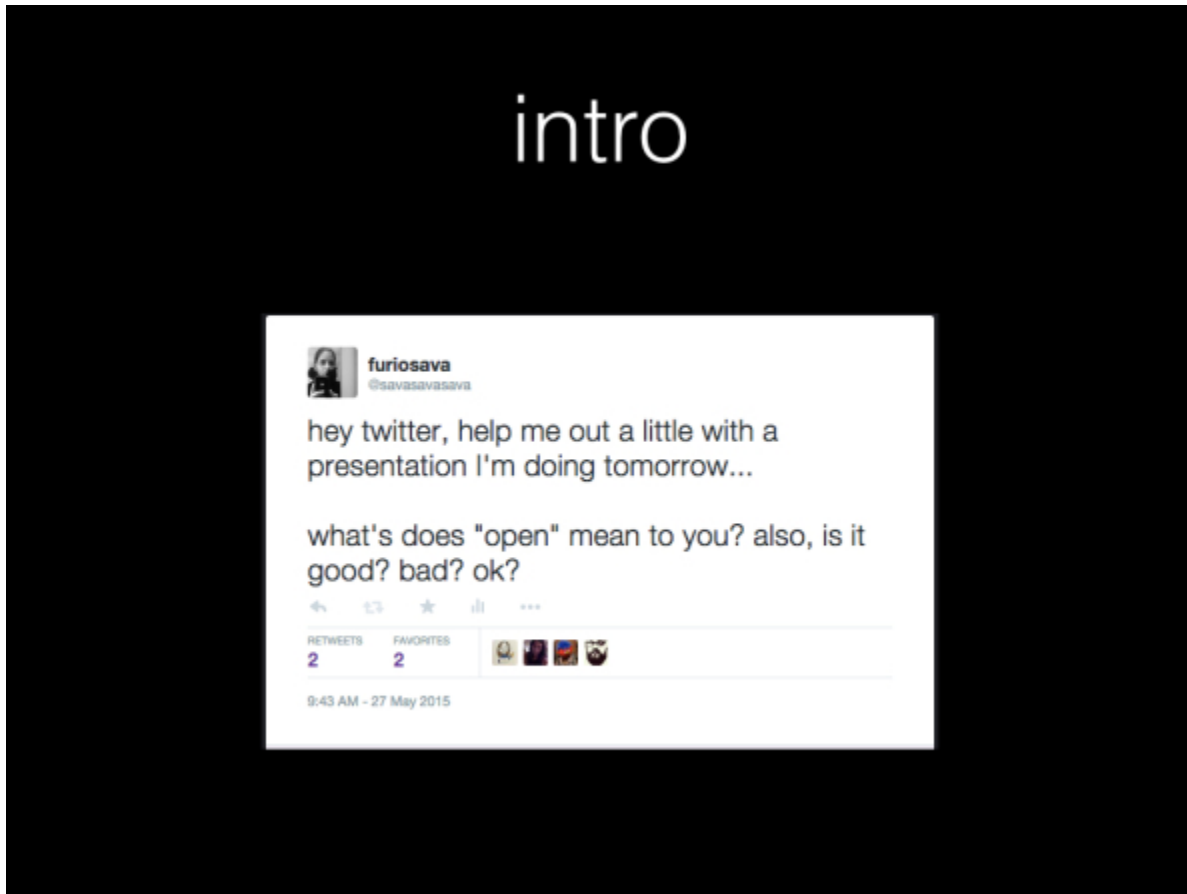 intro
furiosava
@savasavasava
hey twitter, help me out a little with a
presentation I'm doing tomorrow...
what's does "open" mean to you? also, is it
good? bad? ok?
RETWEETS FAVORITES
2 2
9:43 AM - 27 May 2015